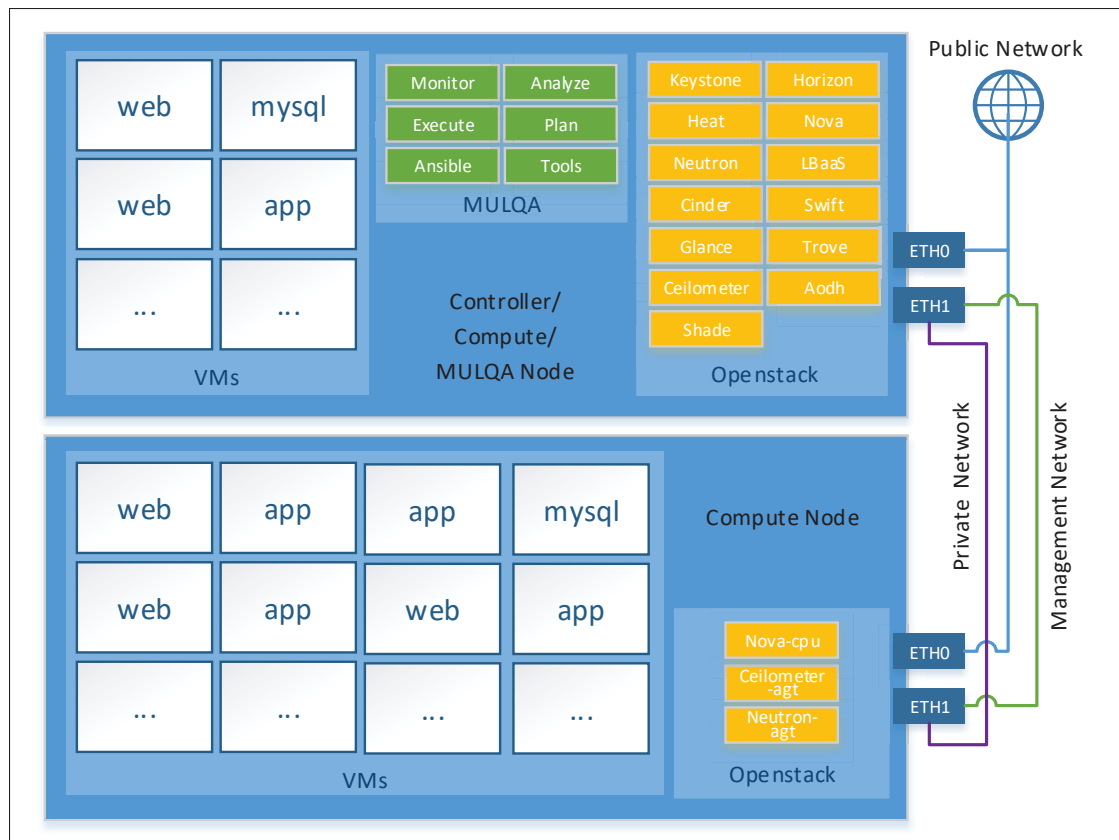 Public Network
web
mysql
web
app
...
...
VMs
Monitor
Analyze
Execute
Plan
Ansible
Tools
MULQA
Controller/
Compute/
MULQA Node
Keystone
Horizon
Heat
Nova
Neutron
LBaaS
Cinder
Swift
Glance
Trove
Ceilometer
Aodh
Shade
Openstack
ETH0
ETH1
Private Network
Management Network
web
app
app
mysql
web
app
web
app
...
...
...
...
VMs
Compute Node
Nova-cpu
Ceilometer
-agt
Neutron-
agt
Openstack
ETH0
ETH1